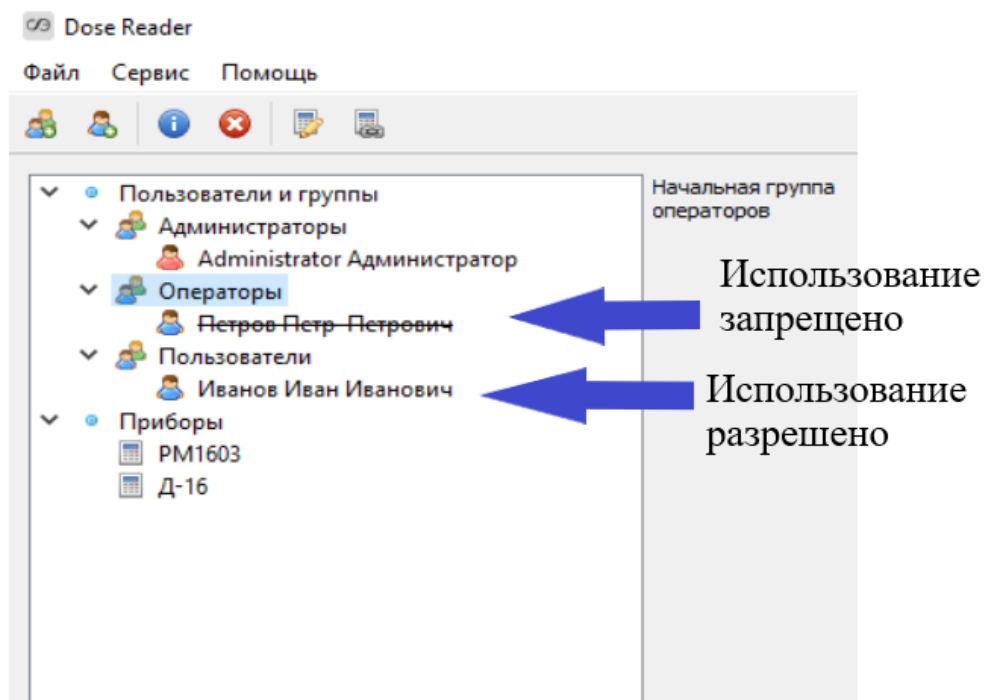 Dose Reader
Файл Сервис Помощь
Пользователи и группы
Администраторы
Administrator Администратор
Операторы
Петров Петр Петрович
Пользователи
Иванов Иван Иванович
Приборы
РМ1603
Д-16
Начальная группа
операторов
Использование
запрещено
Использование
разрешено